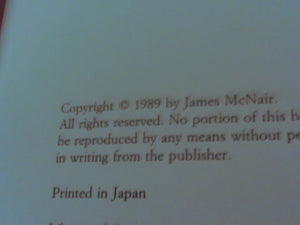 Copyright © 1989 by James McNair.
All rights reserved. No portion of this b
be reproduced by any means without pe
in writing from the publisher.
Printed in Japan